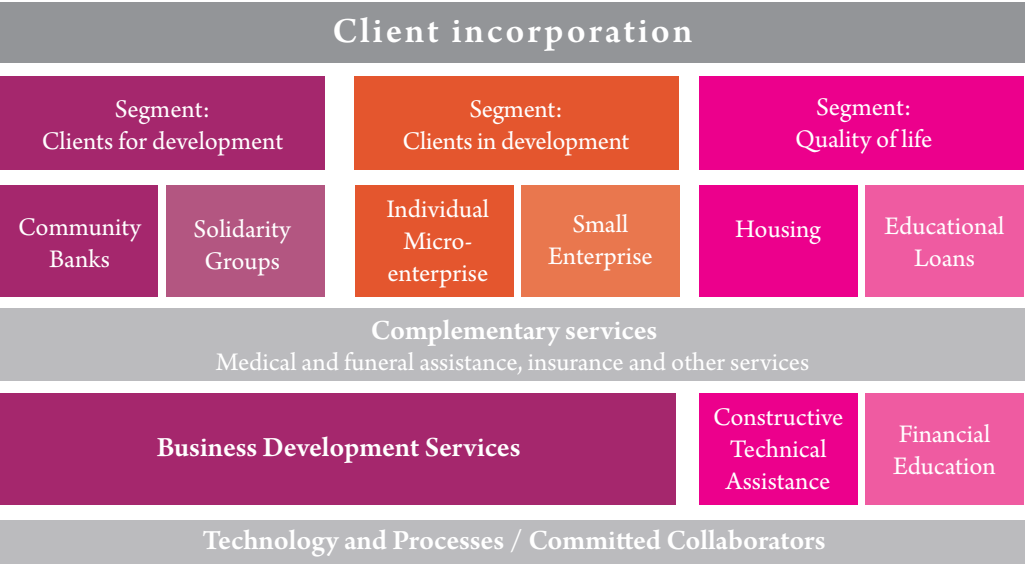 Client incorporation
Segment:
Clients for development
Segment:
Clients in development
Segment:
Quality of life
Community
Banks
Solidarity
Groups
Individual
Micro-
enterprise
Small
Enterprise
Housing
Educational
Loans
Complementary services
Medical and funeral assistance, insurance and other services
Business Development Services
Constructive
Technical
Assistance
Financial
Education
Technology and Processes / Committed Collaborators